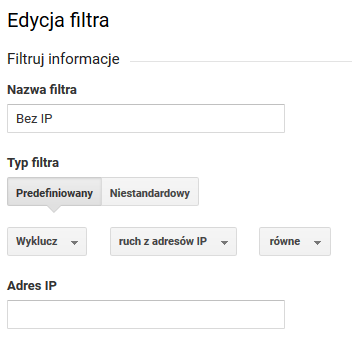 Edycja filtra
Filtruj informacje
Nazwa filtra
Bez IP
Typ filtra
Predefiniowany Niestandardowy
Wyklucz ruch z adresów IP równe
Adres IP